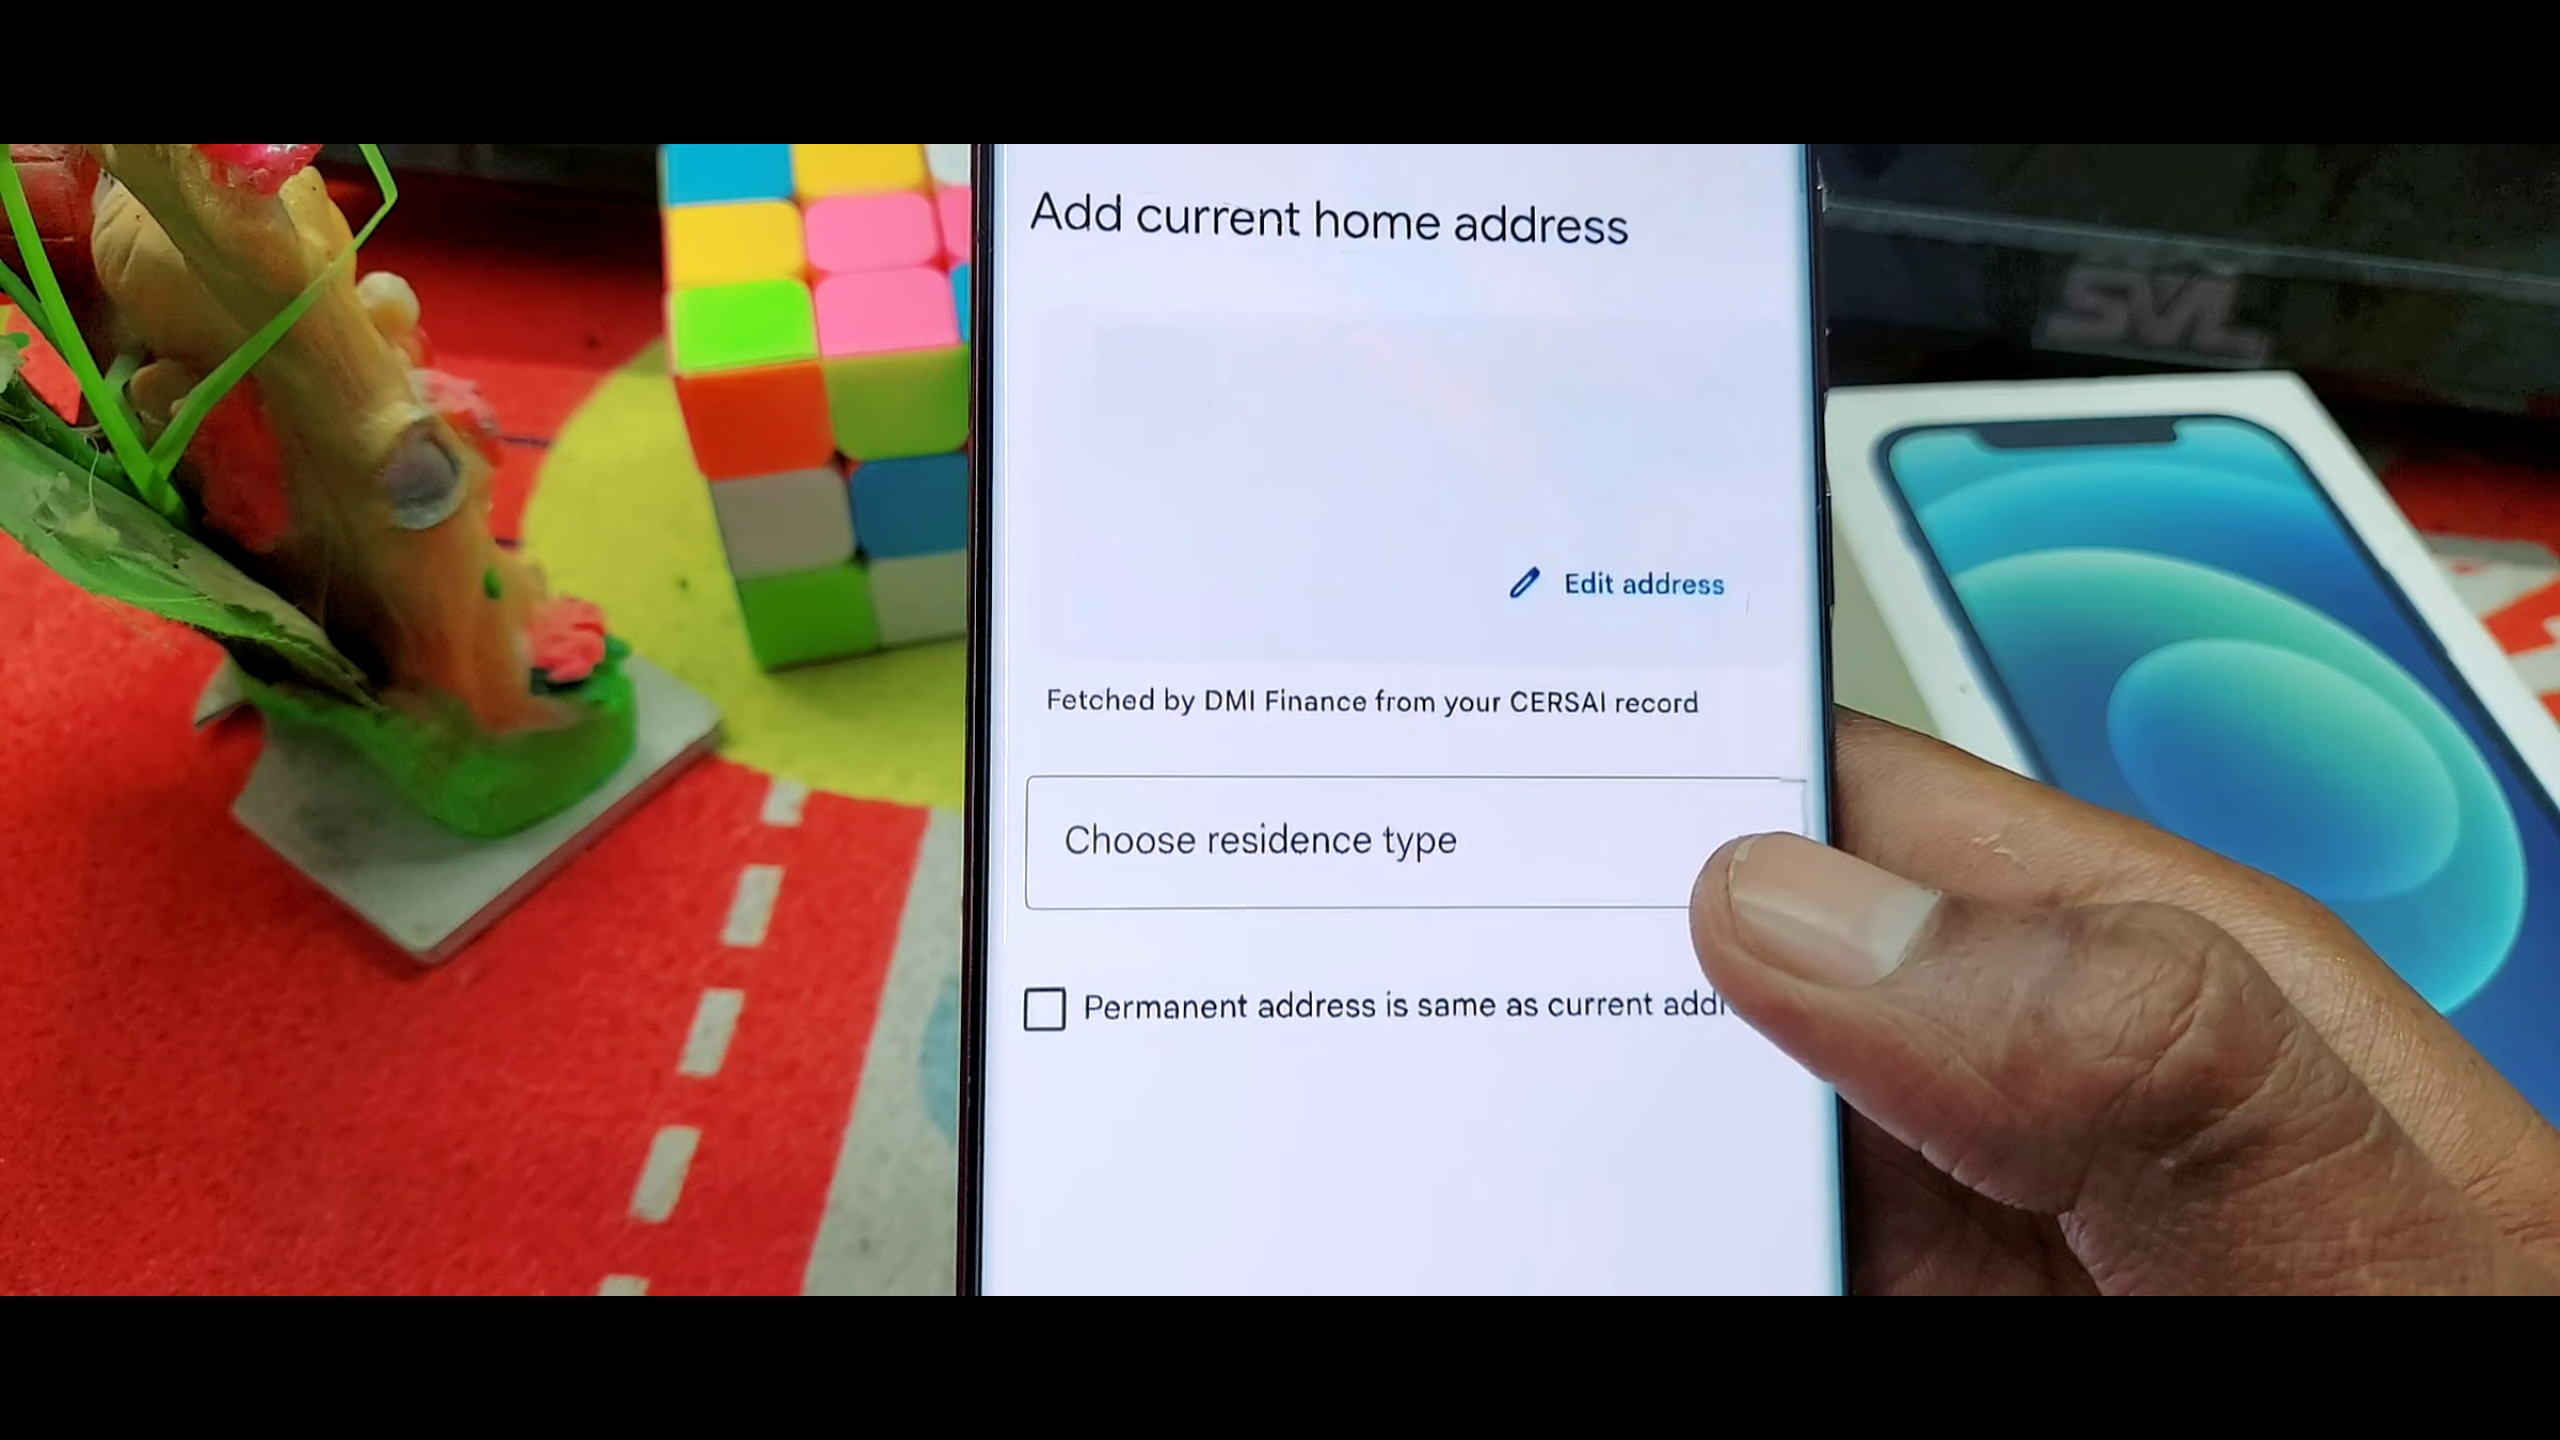 Add current home address
Edit address
Fetched by DMI Finance from your CERSAI record
Choose residence type
Permanent address is same as current addr
SVL